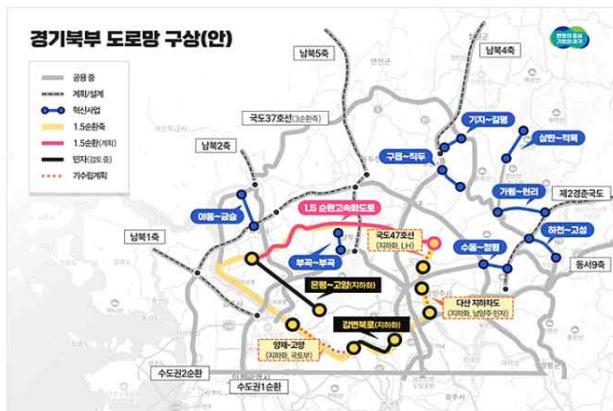 경기북부 도로망 구상(안)
공용 중
계획/설계
혁신사업
1.5순환축
1.5순환(계획)
민자(검토 중)
기수립계획
남북5축
남북4축
국도37호선(3순환축)
남북2축
기지~길명
삼판~적목
구읍~직두
가평~현리
제2경춘국도
야동~금승
1.5 순환고속화도로
하천~고성
국도47호선
(지하화, LH)
남북1축
수동~청평
동서9축
부곡~부곡
은평~고양(지하화)
다산 지하차도
(지하화, 남양주 민자)
강변북로(지하화)
양재~고양
(지하화, 국토부)
수도권2순환
수도권1순환